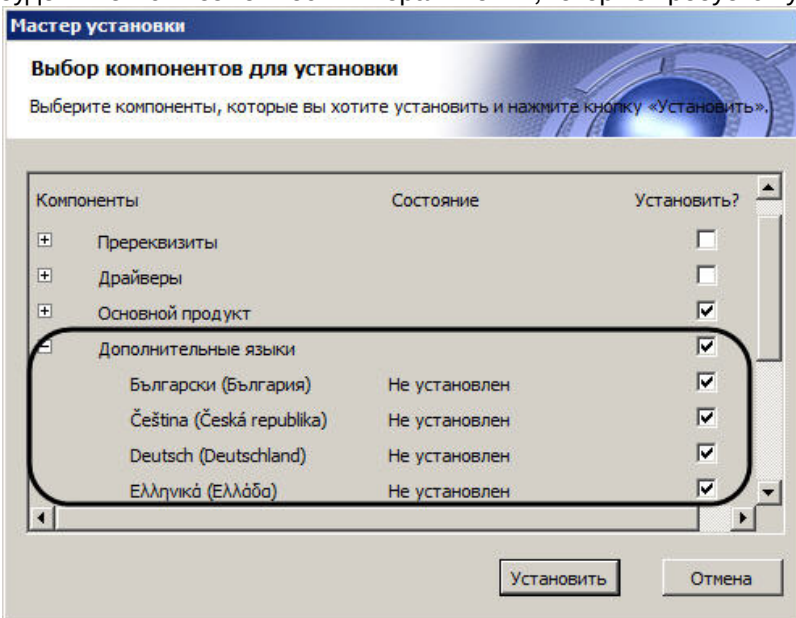 Мастер установки
Выбор компонентов для установки
Выберите компоненты, которые вы хотите установить и нажмите кнопку «Установить».
Компоненты Состояние Установить?
Пререквизиты
Драйверы
Основной продукт
Дополнительные языки
Български (България) Не установлен
Čeština (Česká republika) Не установлен
Deutsch (Deutschland) Не установлен
Ελληνικά (Ελλάδα) Не установлен
Установить Отмена